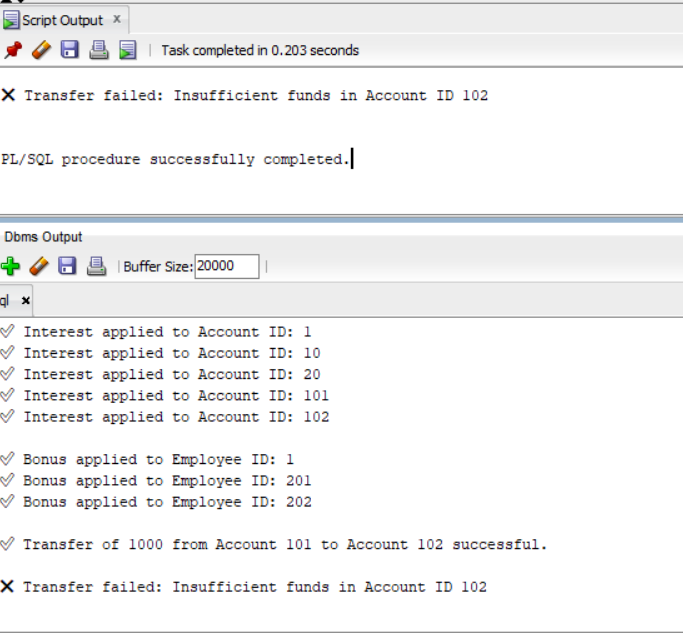 Script Output x
Task completed in 0.203 seconds
❌ Transfer failed: Insufficient funds in Account ID 102
PL/SQL procedure successfully completed.
Dbms Output
Buffer Size: 20000
ql x
✅ Interest applied to Account ID: 1
✅ Interest applied to Account ID: 10
✅ Interest applied to Account ID: 20
✅ Interest applied to Account ID: 101
✅ Interest applied to Account ID: 102
✅ Bonus applied to Employee ID: 1
✅ Bonus applied to Employee ID: 201
✅ Bonus applied to Employee ID: 202
✅ Transfer of 1000 from Account 101 to Account 102 successful.
❌ Transfer failed: Insufficient funds in Account ID 102